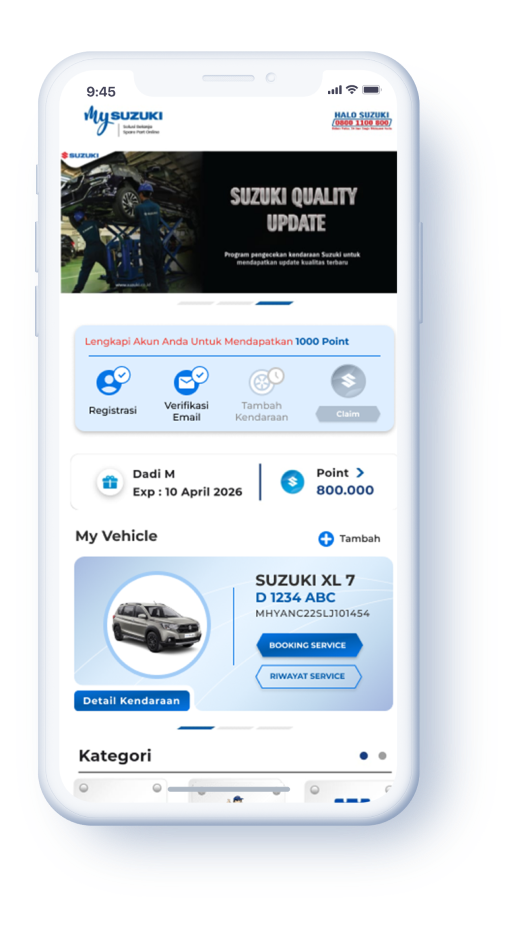 9:45
My SUZUKI
Solusi Belanja
Spare Part Online
HALO SUZUKI
0800 1100 800
SUZUKI
SUZUKI QUALITY
UPDATE
Program pengecekan kendaraan Suzuki untuk
mendapatkan update kualitas terbaru
www.suzuki.co.id
Lengkapi Akun Anda Untuk Mendapatkan 1000 Point
Registrasi
Verifikasi
Email
Tambah
Kendaraan
Claim
Dadi M
Exp : 10 April 2026
Point
800.000
My Vehicle
Tambah
SUZUKI XL 7
D 1234 ABC
MHYANC22SLJ101454
BOOKING SERVICE
RIWAYAT SERVICE
Detail Kendaraan
Kategori